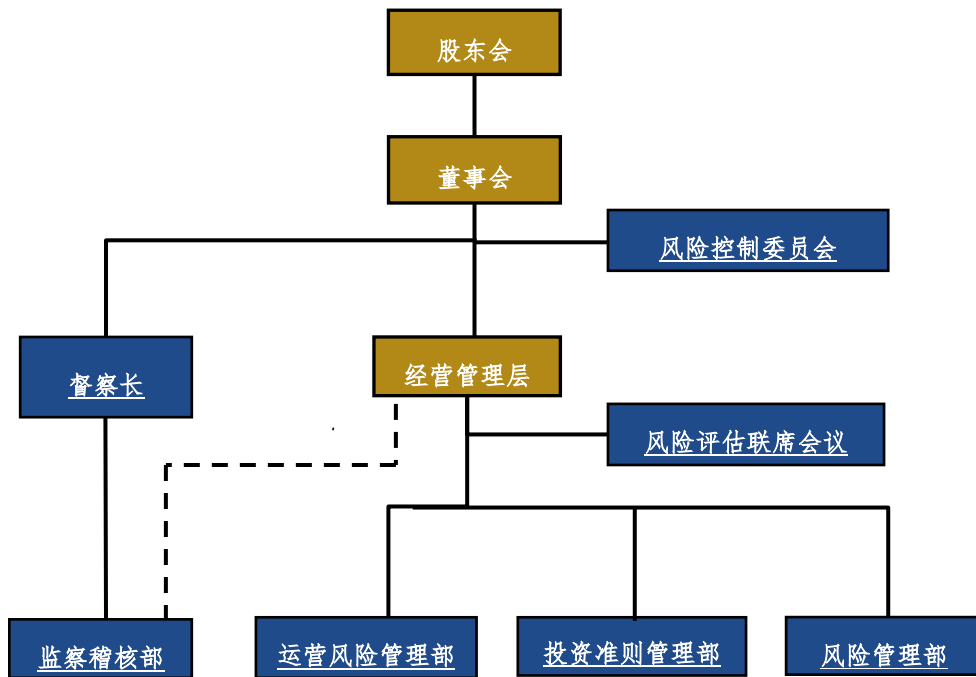 股东会
董事会
风险控制委员会
督察长
经营管理层
风险评估联席会议
监察稽核部
运营风险管理部
投资准则管理部
风险管理部